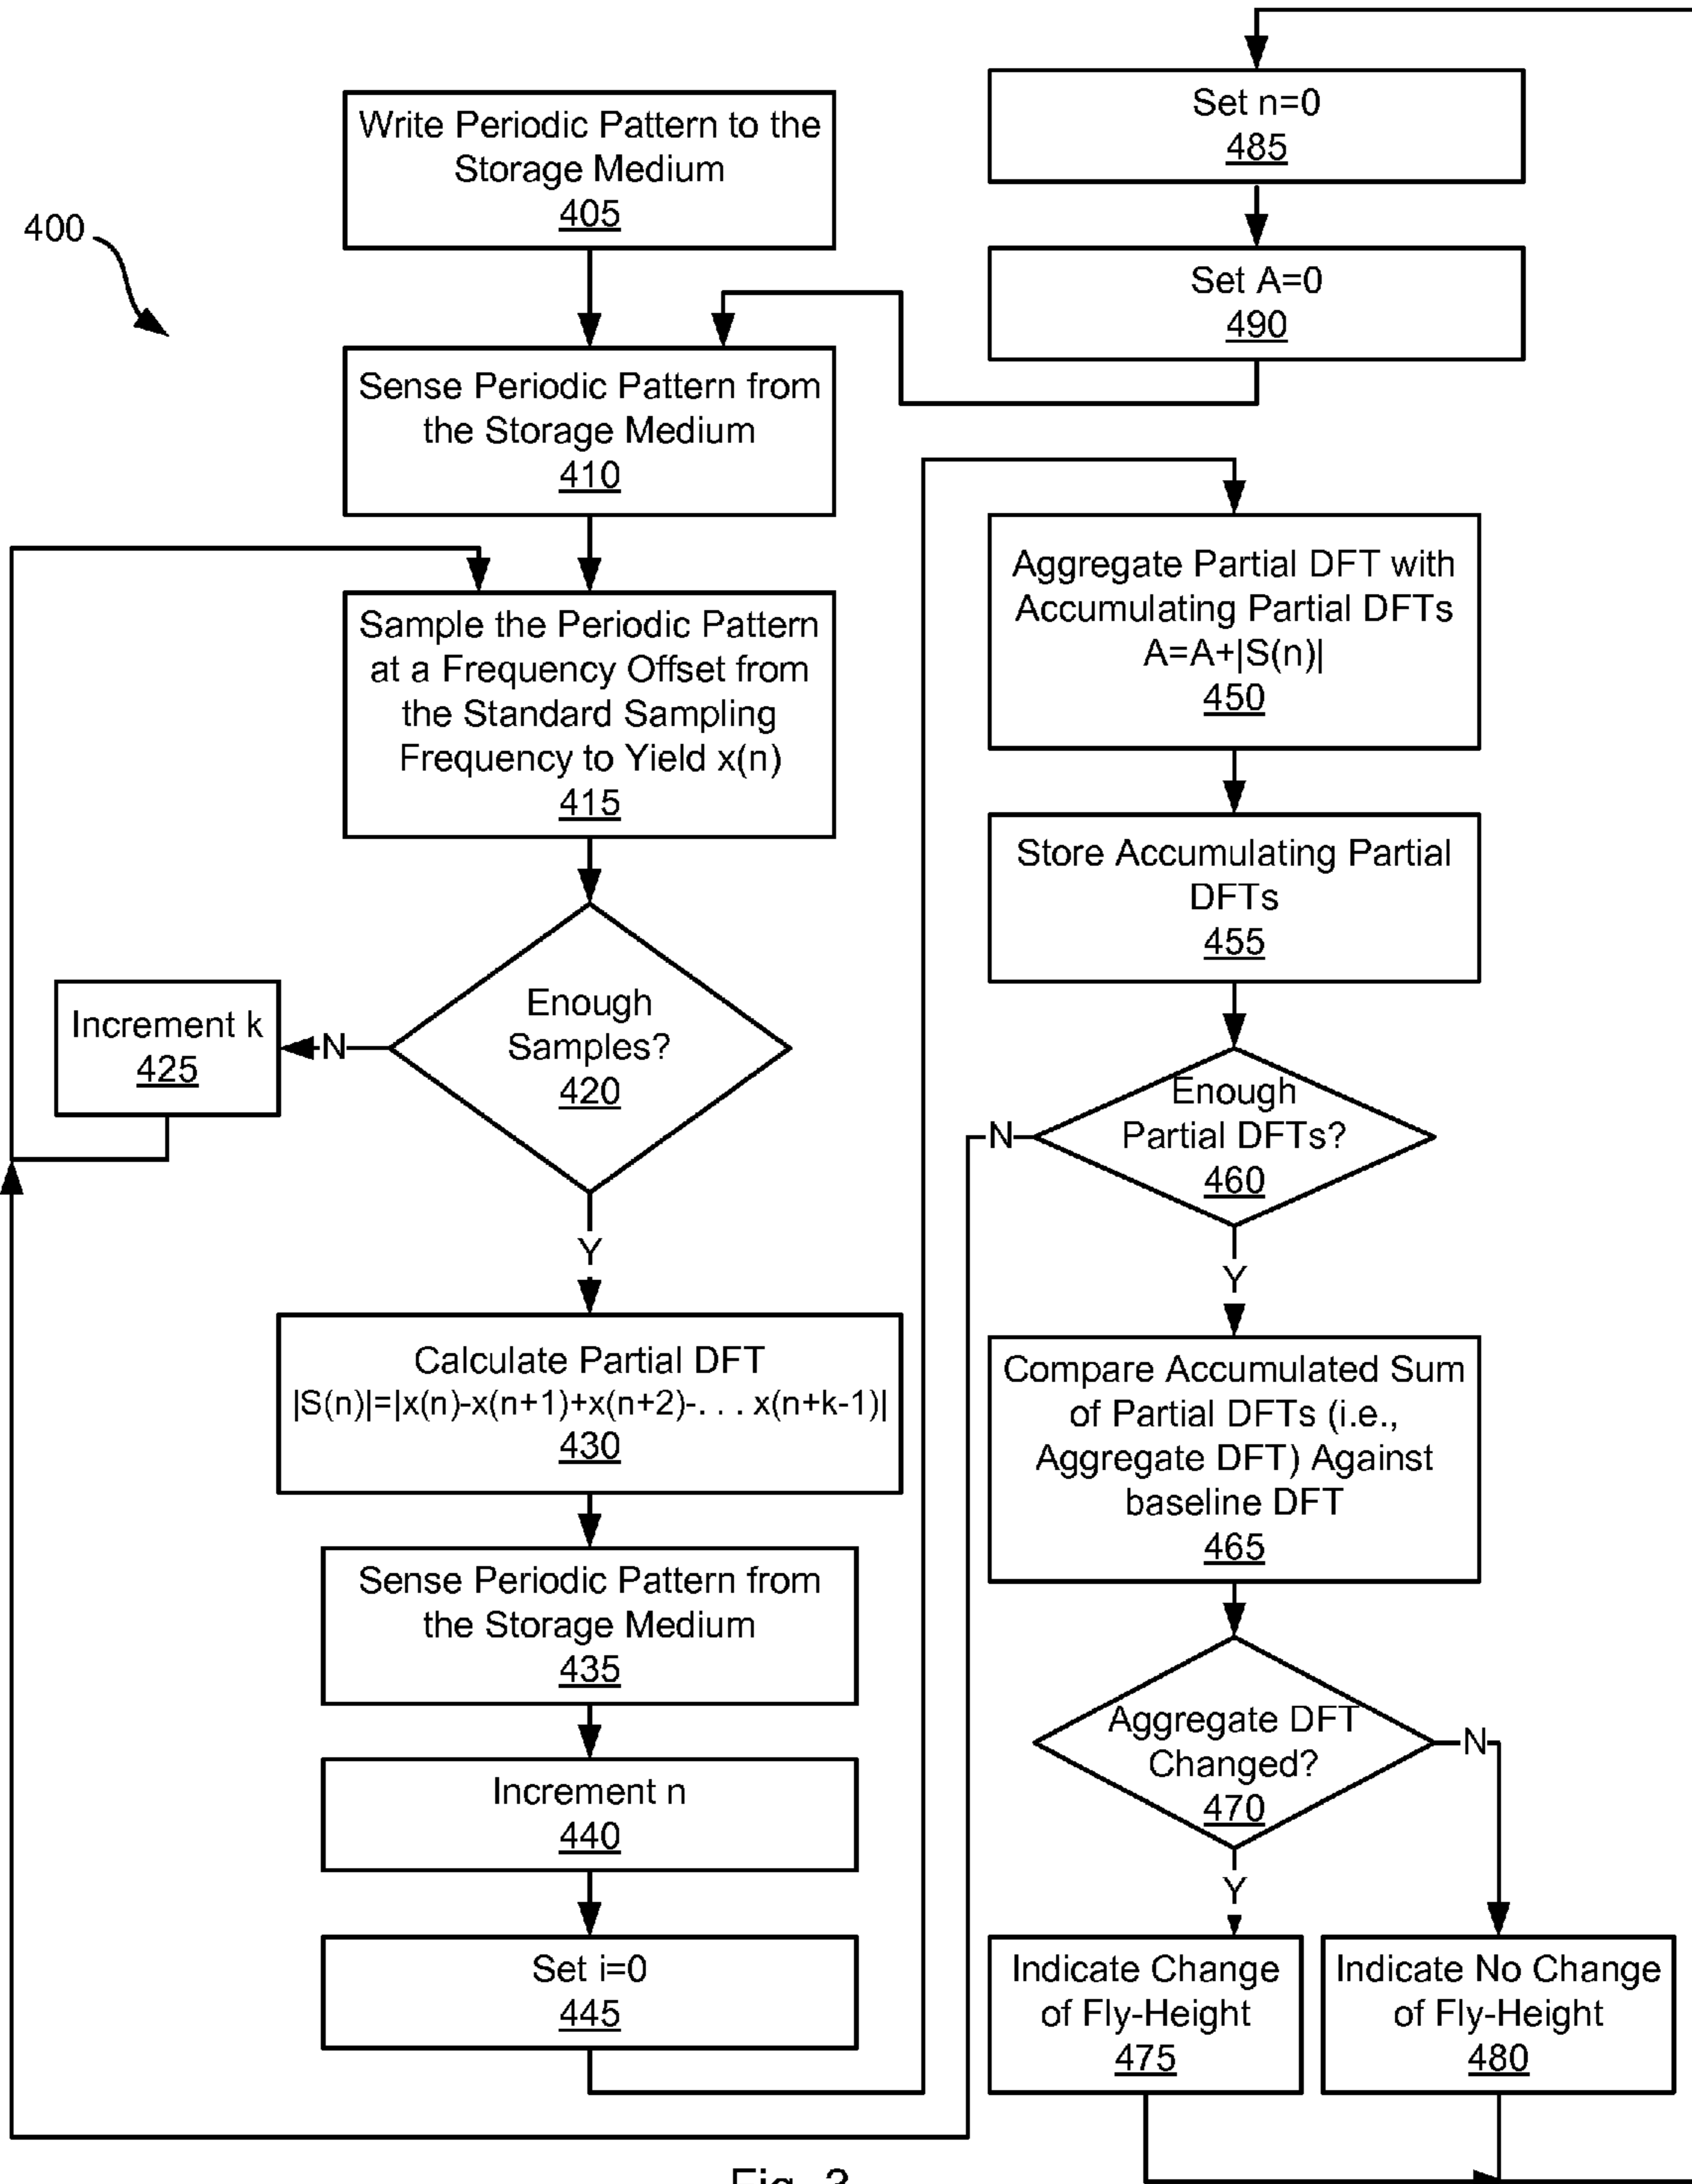 400
Write Periodic Pattern to the
Storage Medium
405
Sense Periodic Pattern from
the Storage Medium
410
Sample the Periodic Pattern
at a Frequency Offset from
the Standard Sampling
Frequency to Yield x(n)
415
Enough
Samples?
420
N
Increment k
425
Y
Calculate Partial DFT
|S(n)|=|x(n)-x(n+1)+x(n+2)-. . . x(n+k-1)|
430
Sense Periodic Pattern from
the Storage Medium
435
Increment n
440
Set i=0
445
Set n=0
485
Set A=0
490
Aggregate Partial DFT with
Accumulating Partial DFTs
A=A+|S(n)|
450
Store Accumulating Partial
DFTs
455
Enough
Partial DFTs?
460
N
Y
Compare Accumulated Sum
of Partial DFTs (i.e.,
Aggregate DFT) Against
baseline DFT
465
Aggregate DFT
Changed?
470
N
Y
Indicate Change
of Fly-Height
475
Indicate No Change
of Fly-Height
480
Fig. 3